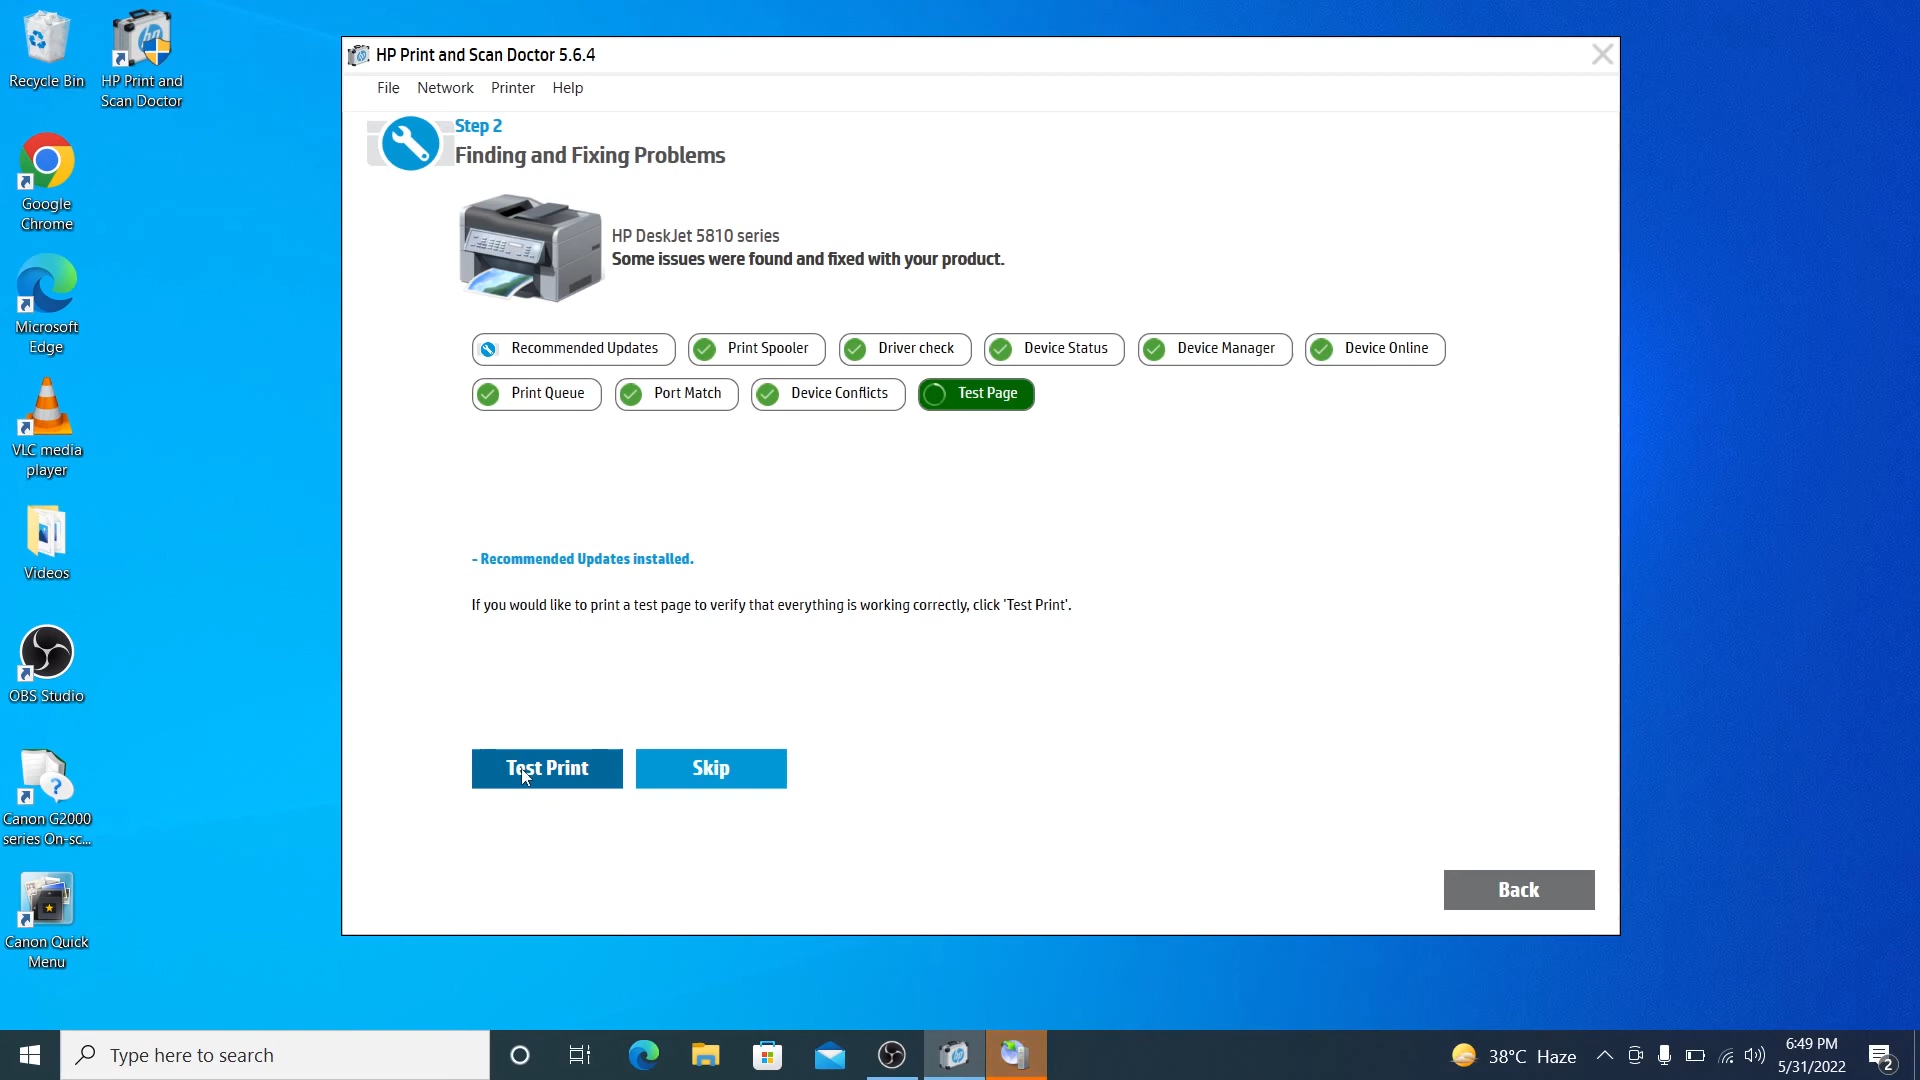 Recycle Bin
HP Print and
Scan Doctor
Google
Chrome
Microsoft
Edge
VLC media
player
Videos
OBS Studio
Canon G2000
series On-sc...
Canon Quick
Menu
HP Print and Scan Doctor 5.6.4
File Network Printer Help
Step 2
Finding and Fixing Problems
HP DeskJet 5810 series
Some issues were found and fixed with your product.
Recommended Updates Print Spooler Driver check Device Status Device Manager Device Online
Print Queue Port Match Device Conflicts Test Page
- Recommended Updates installed.
If you would like to print a test page to verify that everything is working correctly, click 'Test Print'.
Test Print Skip
Back
Type here to search
38°C Haze
6:49 PM
5/31/2022
2